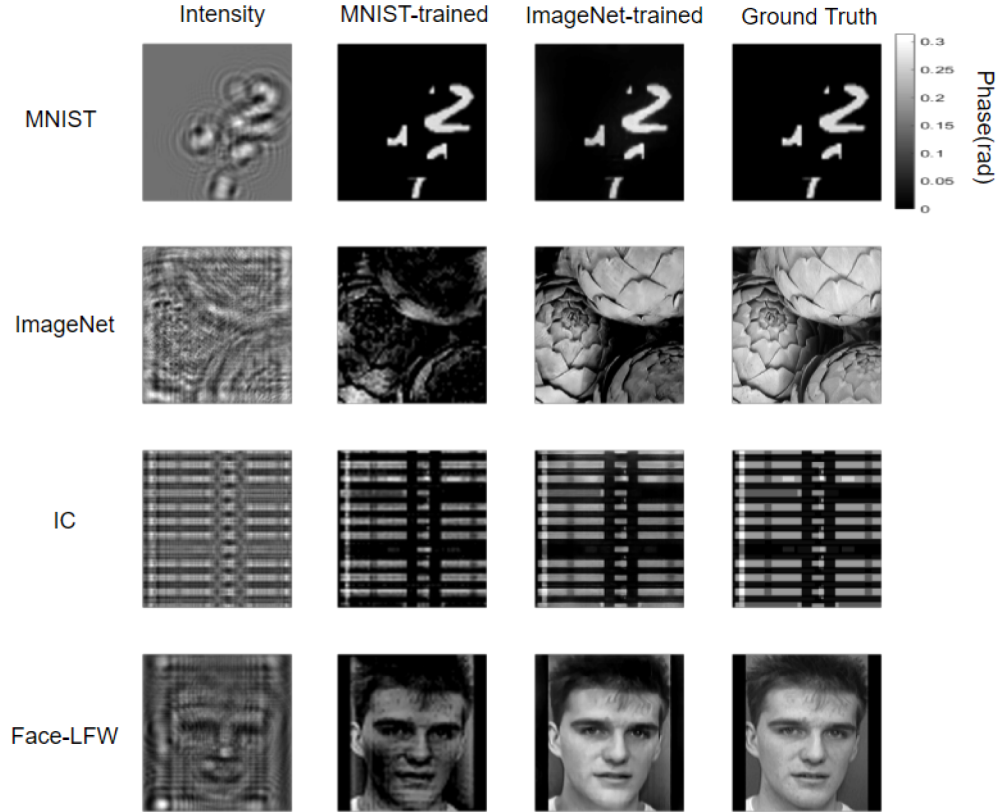 Intensity MNIST-trained ImageNet-trained Ground Truth
MNIST
0.3
0.25
0.2
0.15
0.1
0.05
0
Phase(rad)
ImageNet
IC
Face-LFW